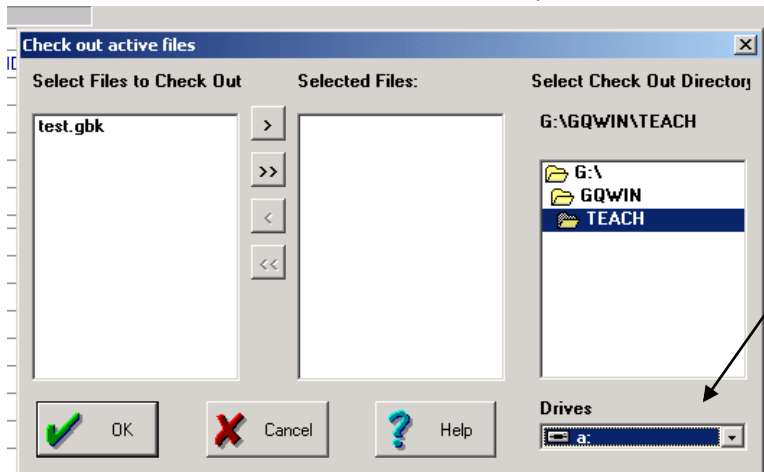 Check out active files
Select Files to Check Out
Selected Files:
Select Check Out Directory
G:\GQWIN\TEACH
test.gbk
>
>>
<
<<
G:\
GQWIN
TEACH
Drives
a:
OK
Cancel
? Help